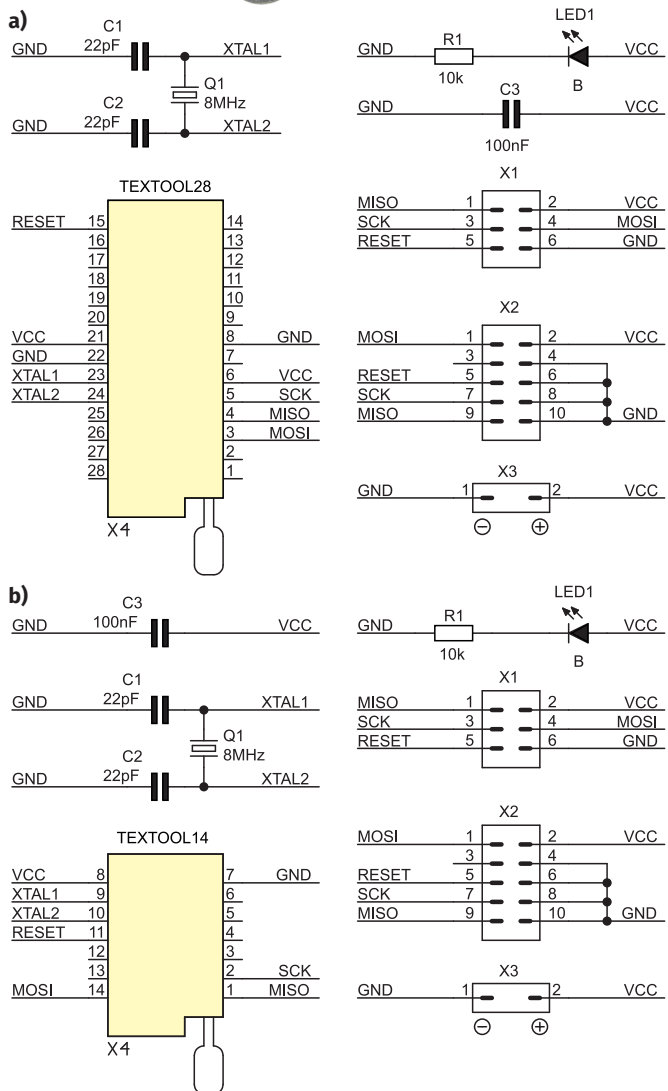 a)
C1
GND 22pF XTAL1
Q1
8MHz
C2
GND 22pF XTAL2
LED1
GND R1 VCC
10k B
C3
GND VCC
100nF
TEXTOOL28
RESET 15 14
16 13
17 12
18 11
19 10
20 9
VCC 21 8 GND
GND 22 7
XTAL1 23 6 VCC
XTAL2 24 5 SCK
25 4 MISO
26 3 MOSI
27 2
28 1
X4
X1
MISO 1 2 VCC
SCK 3 4 MOSI
RESET 5 6 GND
X2
MOSI 1 2 VCC
3 4
RESET 5 6
SCK 7 8
MISO 9 10 GND
X3
GND 1 2 VCC
− +
b)
C3
GND 100nF VCC
C1
GND 22pF XTAL1
Q1
8MHz
C2
GND 22pF XTAL2
TEXTOOL14
VCC 8 7 GND
XTAL1 9 6
XTAL2 10 5
RESET 11 4
12 3
13 2 SCK
MOSI 14 1 MISO
X4
LED1
GND R1 VCC
10k B
X1
MISO 1 2 VCC
SCK 3 4 MOSI
RESET 5 6 GND
X2
MOSI 1 2 VCC
3 4
RESET 5 6
SCK 7 8
MISO 9 10 GND
X3
GND 1 2 VCC
− +